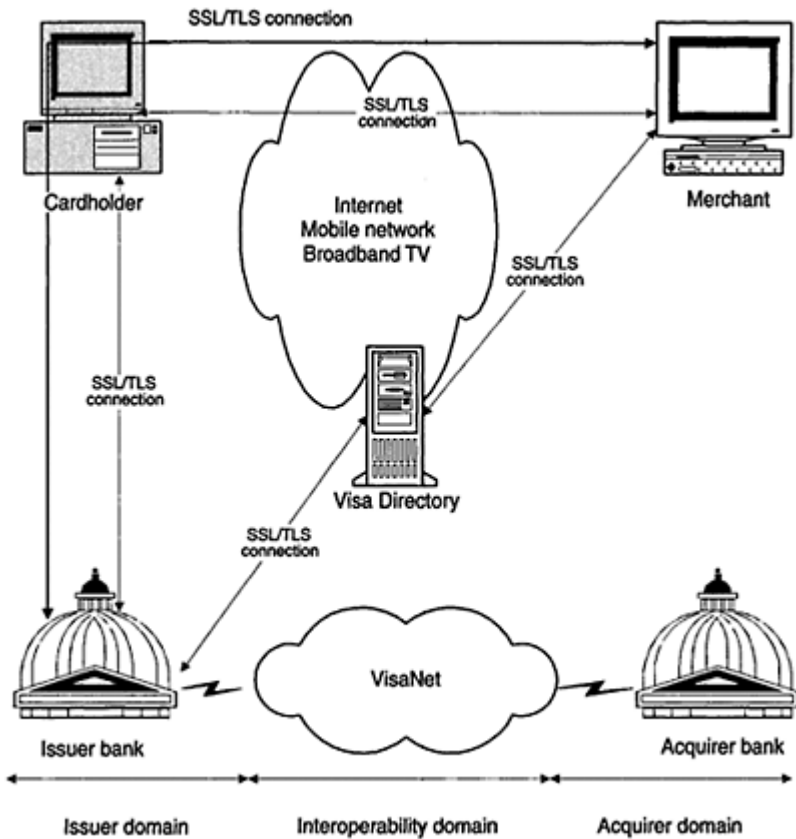 SSL/TLS connection
SSL/TLS
connection
Cardholder
Merchant
Internet
Mobile network
Broadband TV
SSL/TLS
connection
SSL/TLS
connection
Visa Directory
SSL/TLS
connection
VisaNet
Issuer bank
Acquirer bank
Issuer domain
Interoperability domain
Acquirer domain